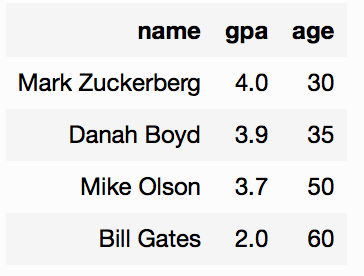 name gpa age
Mark Zuckerberg 4.0 30
Danah Boyd 3.9 35
Mike Olson 3.7 50
Bill Gates 2.0 60